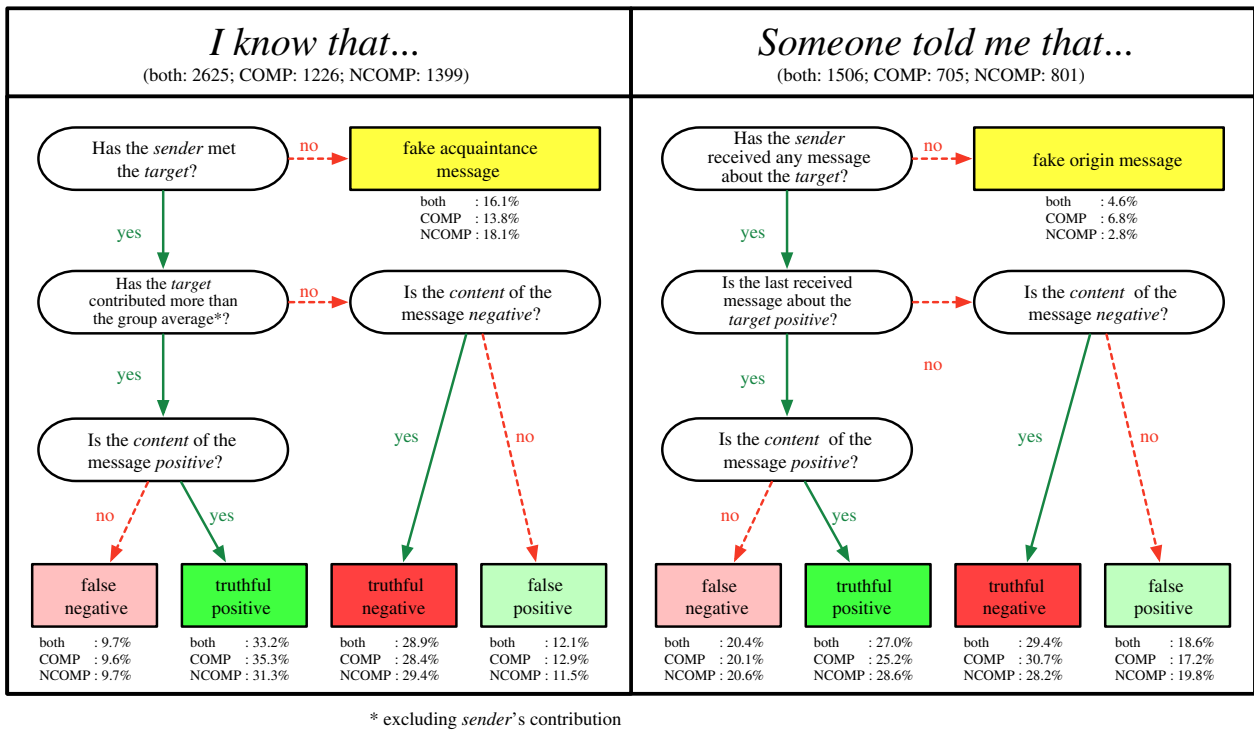 I know that...
(both: 2625; COMP: 1226; NCOMP: 1399)
Has the sender met
the target?
no
fake acquaintance
message
both : 16.1%
COMP : 13.8%
NCOMP : 18.1%
yes
Has the target
contributed more than
the group average*?
no
Is the content of the
message negative?
yes
Is the content of the
message positive?
yes
no
no
yes
false
negative
truthful
positive
truthful
negative
false
positive
both : 9.7%
COMP : 9.6%
NCOMP : 9.7%
both : 33.2%
COMP : 35.3%
NCOMP : 31.3%
both : 28.9%
COMP : 28.4%
NCOMP : 29.4%
both : 12.1%
COMP : 12.9%
NCOMP : 11.5%
Someone told me that...
(both: 1506; COMP: 705; NCOMP: 801)
Has the sender
received any message
about the target?
no
fake origin message
both : 4.6%
COMP : 6.8%
NCOMP : 2.8%
yes
Is the last received
message about the
target positive?
no
Is the content of the
message negative?
yes
Is the content of the
message positive?
yes
no
no
yes
false
negative
truthful
positive
truthful
negative
false
positive
both : 20.4%
COMP : 20.1%
NCOMP : 20.6%
both : 27.0%
COMP : 25.2%
NCOMP : 28.6%
both : 29.4%
COMP : 30.7%
NCOMP : 28.2%
both : 18.6%
COMP : 17.2%
NCOMP : 19.8%
* excluding sender's contribution